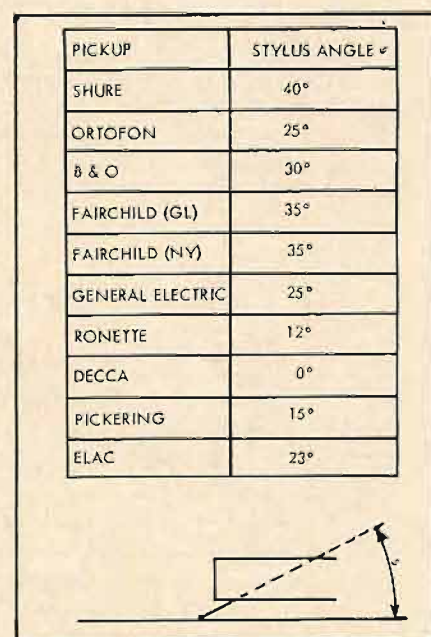 PICKUP STYLUS ANGLE
SHURE 40°
ORTOFON 25°
B & O 30°
FAIRCHILD (GL) 35°
FAIRCHILD (NY) 35°
GENERAL ELECTRIC 25°
RONETTE 12°
DECCA 0°
PICKERING 15°
ELAC 23°